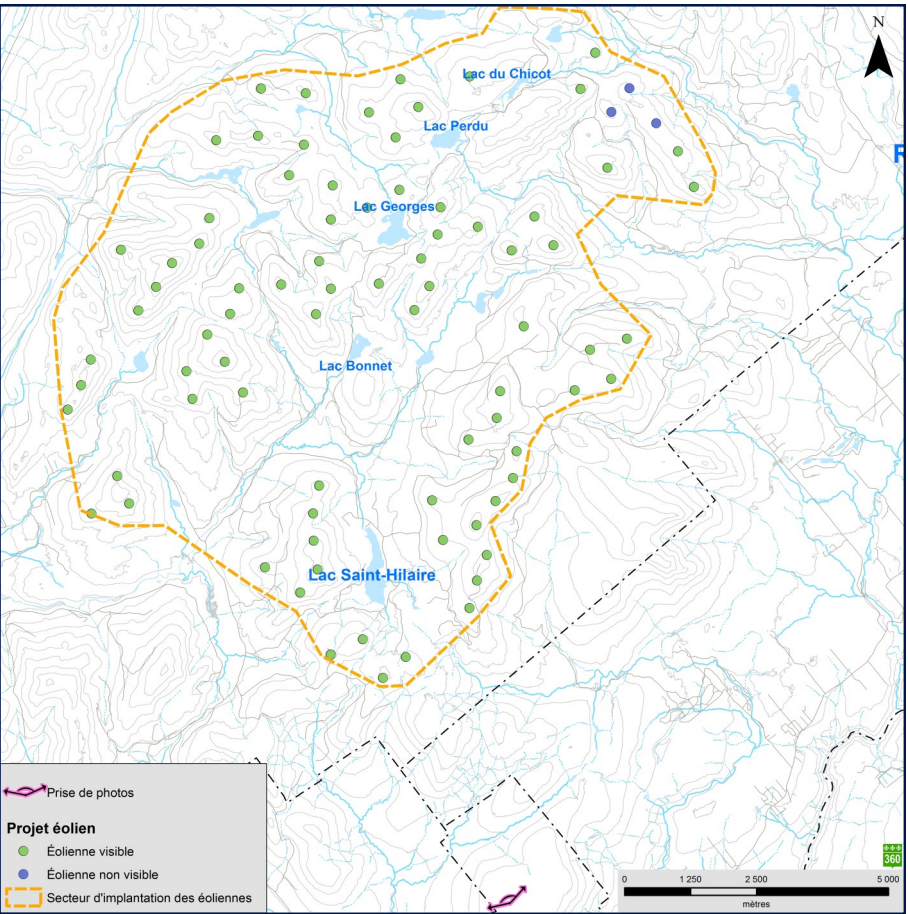 N
Lac du Chicot
Lac Perdu
R
Lac Georges
Lac Bonnet
Lac Saint-Hilaire
Prise de photos
Projet éolien
Éolienne visible
Éolienne non visible
Secteur d'implantation des éoliennes
360
0 1 250 2 500 5 000
mètres